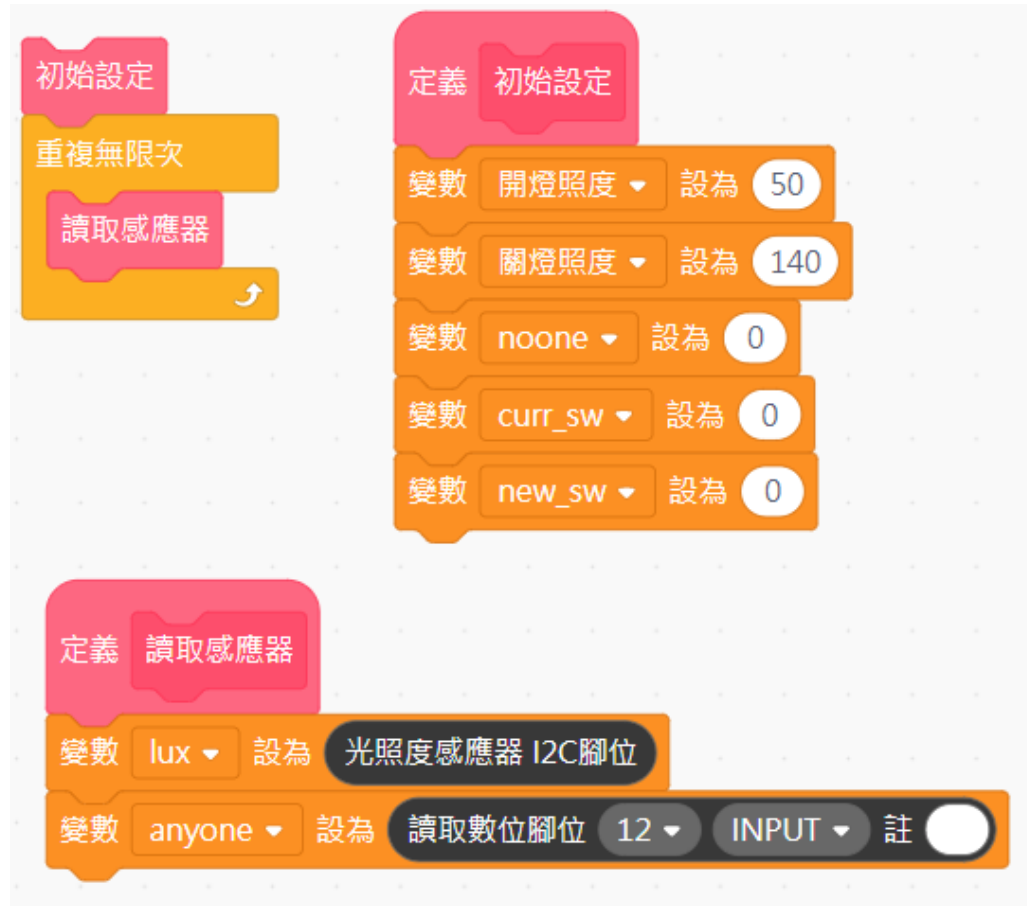 初始設定
重複無限次
讀取感應器
定義 初始設定
變數 開燈照度 設為 50
變數 關燈照度 設為 140
變數 noone 設為 0
變數 curr_sw 設為 0
變數 new_sw 設為 0
定義 讀取感應器
變數 lux 設為 光照度感應器 I2C腳位
變數 anyone 設為 讀取數位腳位 12 INPUT 註